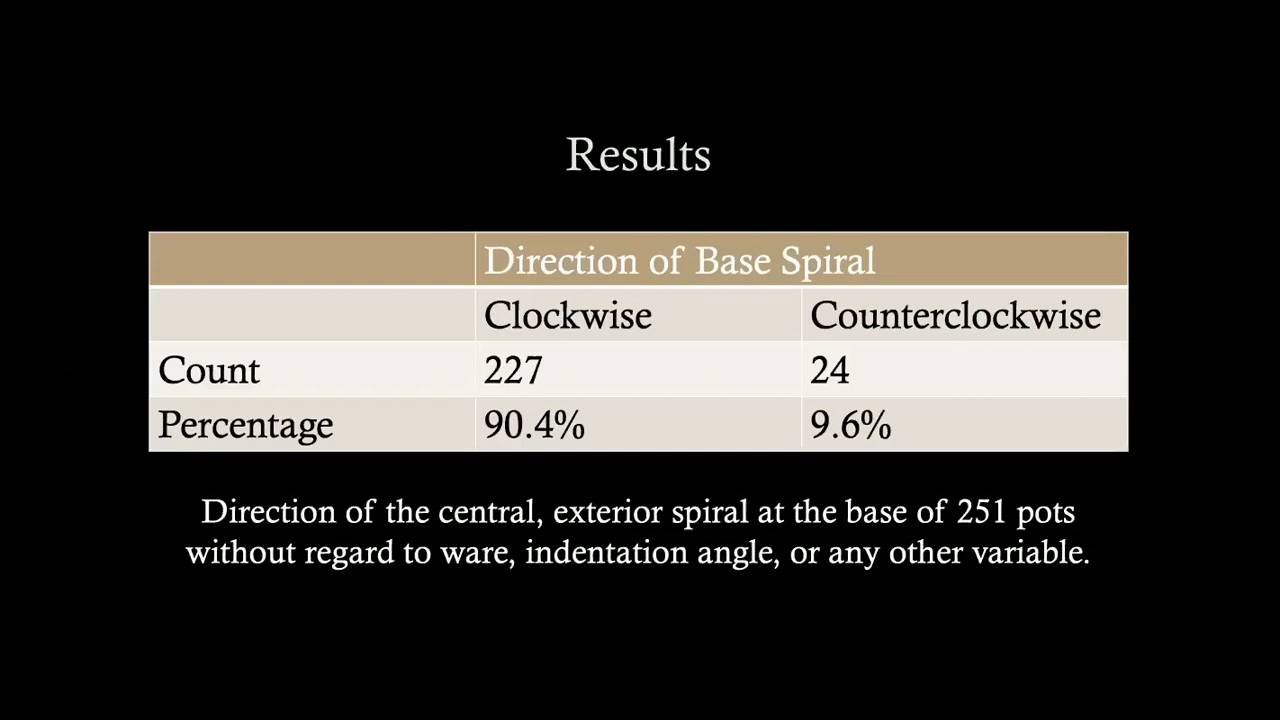 Results
Direction of Base Spiral
Clockwise Counterclockwise
Count 227 24
Percentage 90.4% 9.6%
Direction of the central, exterior spiral at the base of 251 pots
without regard to ware, indentation angle, or any other variable.